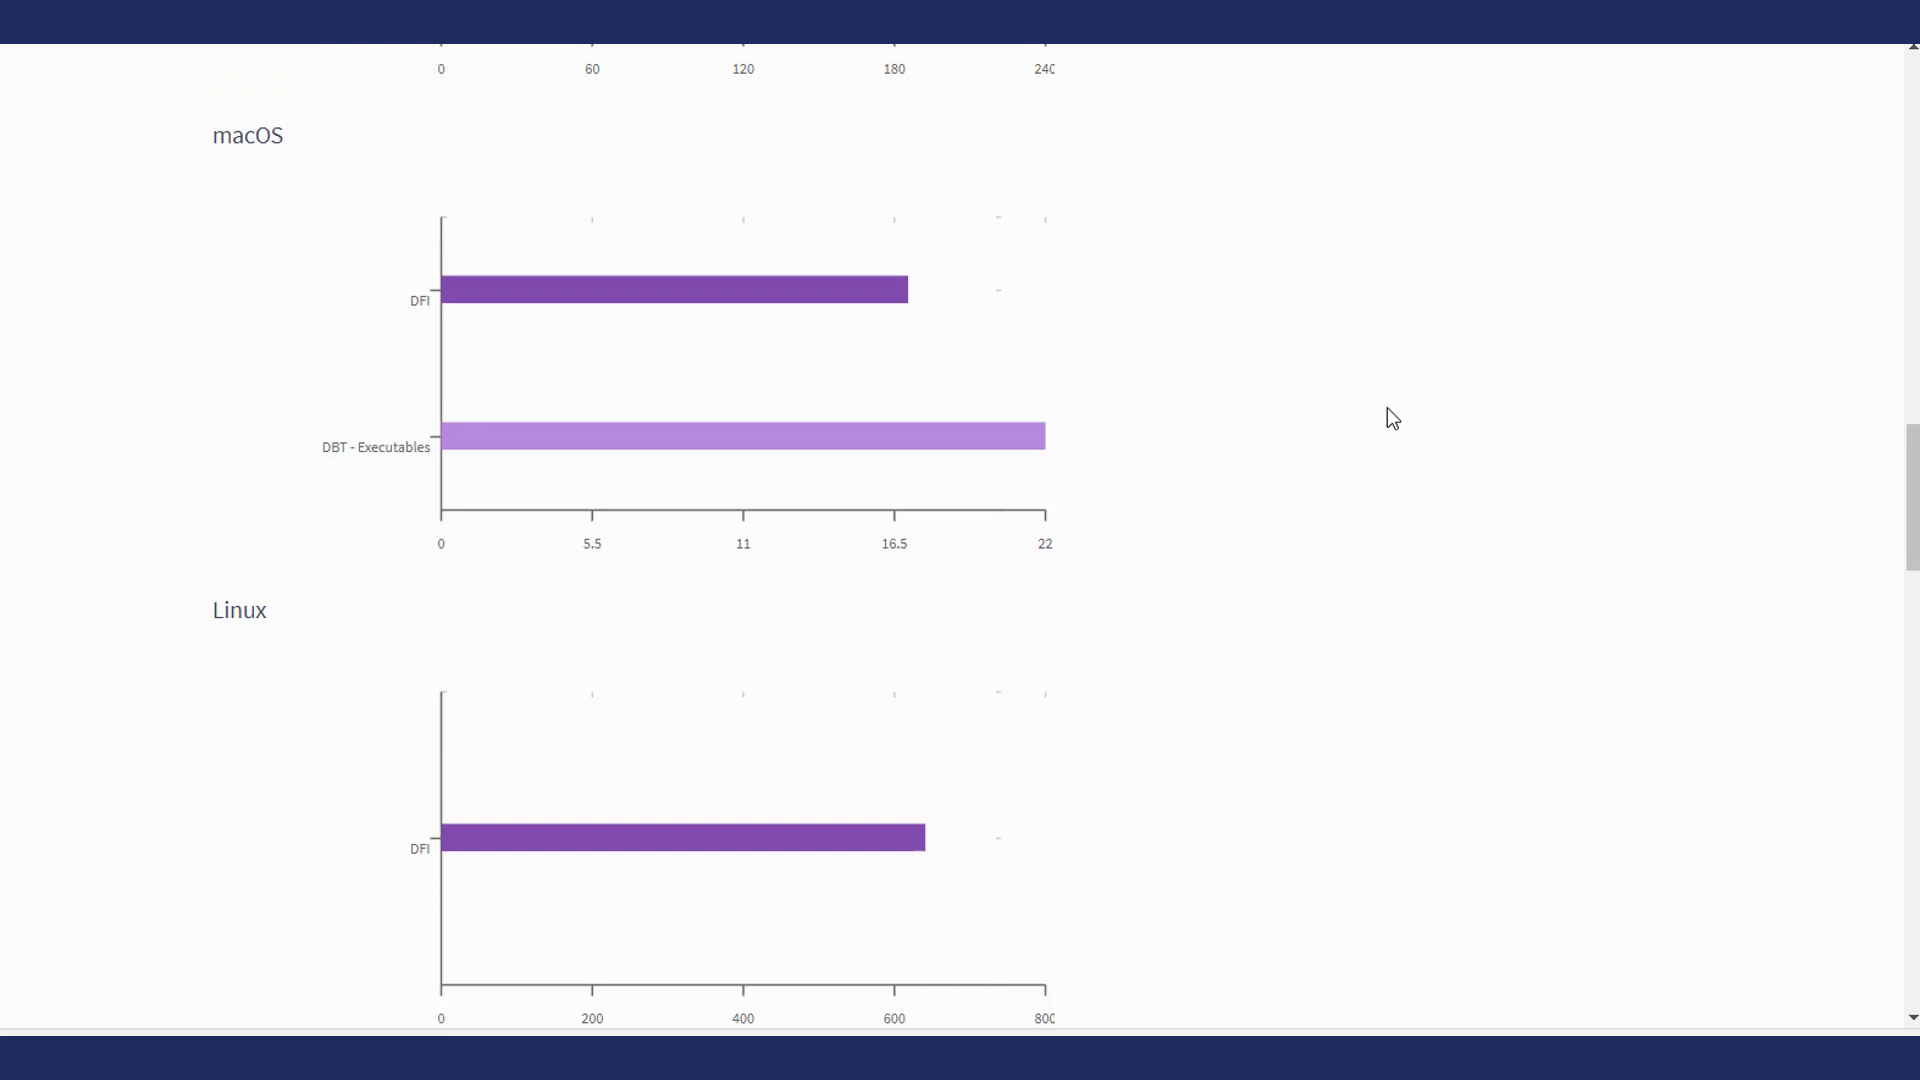 0 60 120 180 240
macOS
DFI
DBT - Executables
0 5.5 11 16.5 22
Linux
DFI
0 200 400 600 800